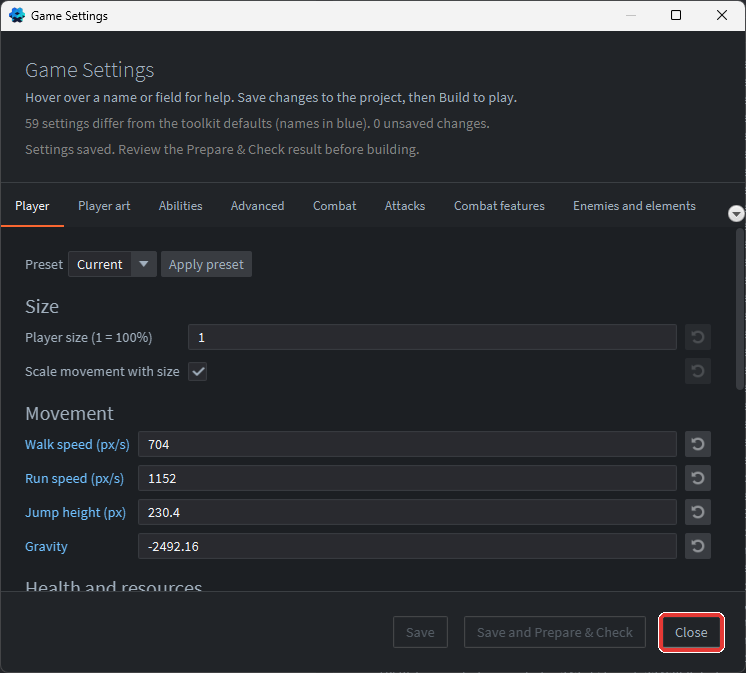 Game Settings
Game Settings
Hover over a name or field for help. Save changes to the project, then Build to play.
59 settings differ from the toolkit defaults (names in blue). 0 unsaved changes.
Settings saved. Review the Prepare & Check result before building.
Player Player art Abilities Advanced Combat Attacks Combat features Enemies and elements
Preset Current Apply preset
Size
Player size (1 = 100%) 1
Scale movement with size
Movement
Walk speed (px/s) 704
Run speed (px/s) 1152
Jump height (px) 230.4
Gravity -2492.16
Health and resources
Save Save and Prepare & Check Close